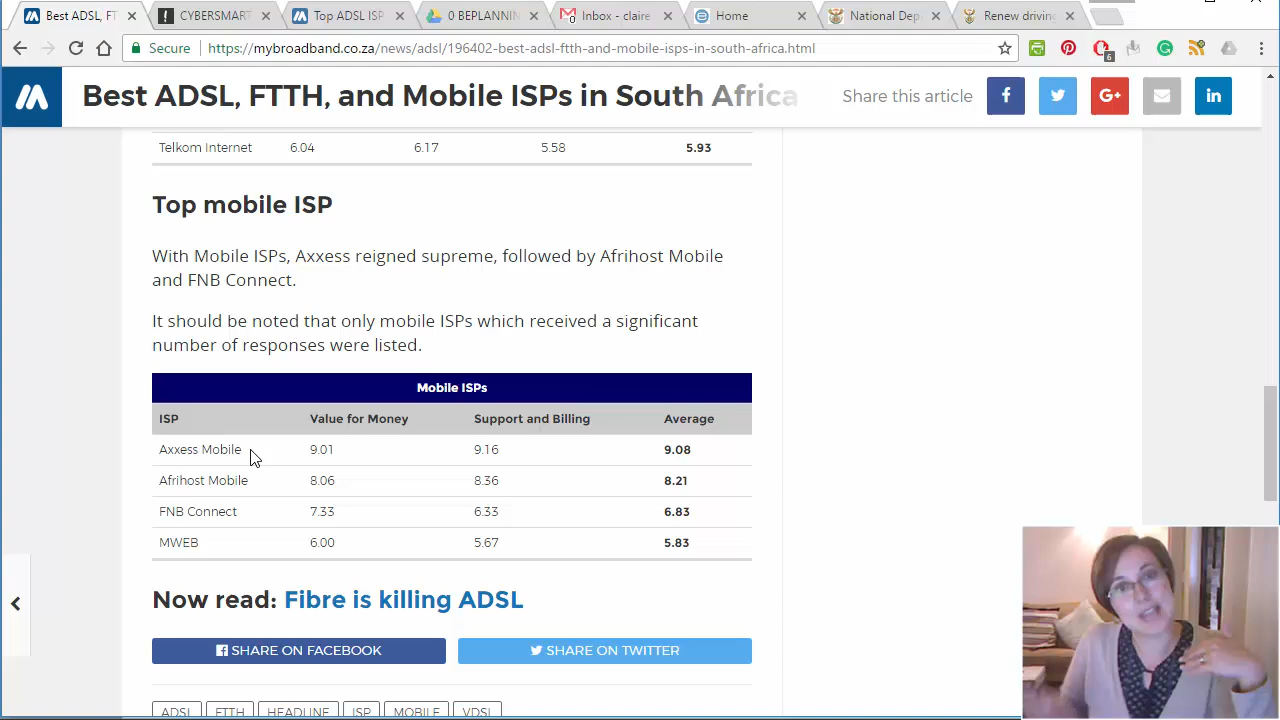 Best ADSL, FT
CYBERSMART
Top ADSL ISP
0 BEPLANNIN
Inbox - claire
Home
National Dep
Renew drivin
Secure
https://mybroadband.co.za/news/adsl/196402-best-adsl-ftth-and-mobile-isps-in-south-africa.html
6
Best ADSL, FTTH, and Mobile ISPs in South Africa
Share this article
G+
in
Telkom Internet 6.04 6.17 5.58 5.93
Top mobile ISP
With Mobile ISPs, Axxess reigned supreme, followed by Afrihost Mobile
and FNB Connect.
It should be noted that only mobile ISPs which received a significant
number of responses were listed.
Mobile ISPs
ISP Value for Money Support and Billing Average
Axxess Mobile 9.01 9.16 9.08
Afrihost Mobile 8.06 8.36 8.21
FNB Connect 7.33 6.33 6.83
MWEB 6.00 5.67 5.83
Now read: Fibre is killing ADSL
SHARE ON FACEBOOK
SHARE ON TWITTER
ADSL FTTH HEADLINE ISP MOBILE VDSL